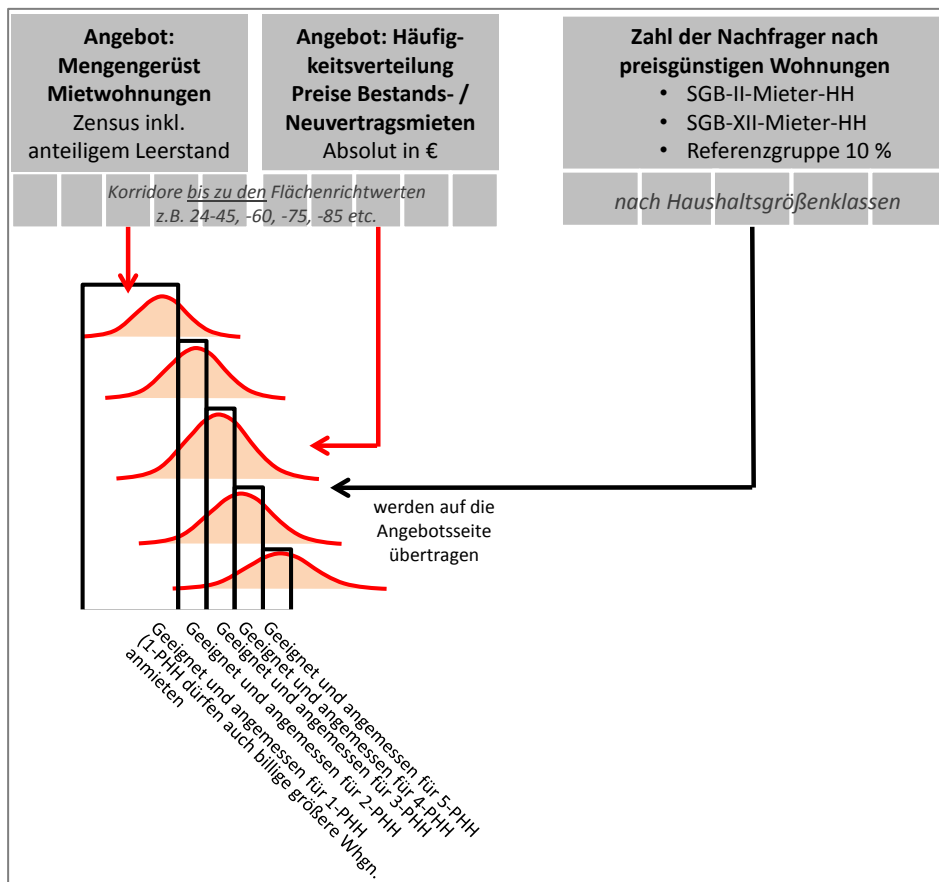 Angebot:
Mengengerüst
Mietwohnungen
Zensus inkl.
anteiligem Leerstand
Angebot: Häufig-
keitsverteilung
Preise Bestands- /
Neuvertragsmieten
Absolut in €
Zahl der Nachfrager nach
preisgünstigen Wohnungen
• SGB-II-Mieter-HH
• SGB-XII-Mieter-HH
• Referenzgruppe 10 %
Korridore bis zu den Flächenrichtwerten
z.B. 24-45, -60, -75, -85 etc.
nach Haushaltsgrößenklassen
werden auf die
Angebotsseite
übertragen
Geeignet und angemessen für 1-PHH
(1-PHH dürfen auch billige größere Whgn.
anmieten
Geeignet und angemessen für 2-PHH
Geeignet und angemessen für 3-PHH
Geeignet und angemessen für 4-PHH
Geeignet und angemessen für 5-PHH